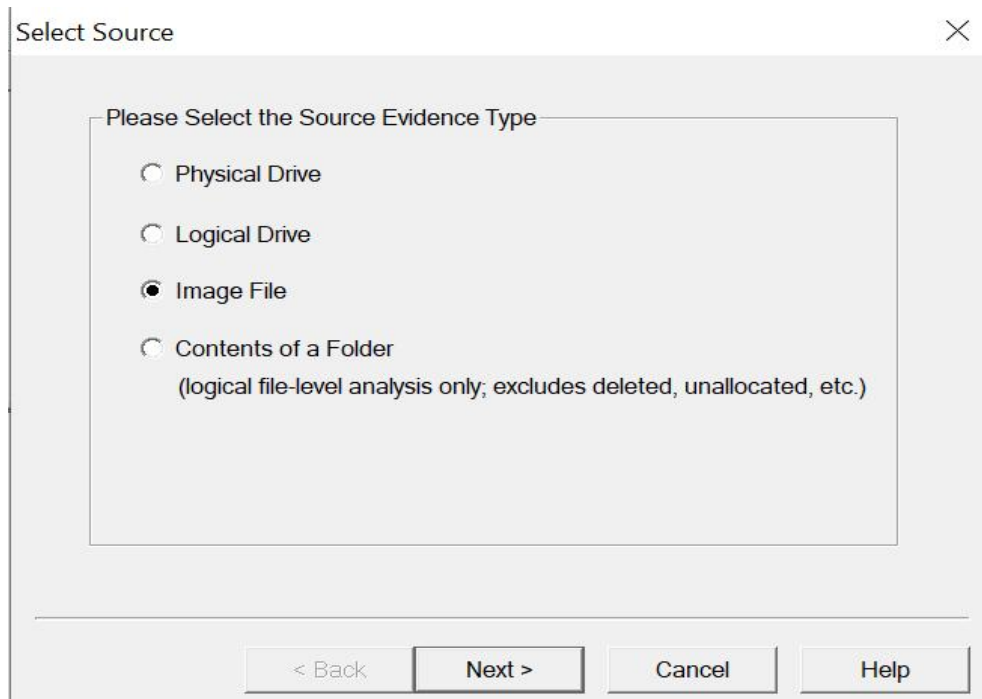 Select Source
Please Select the Source Evidence Type
Physical Drive
Logical Drive
Image File
Contents of a Folder
(logical file-level analysis only; excludes deleted, unallocated, etc.)
< Back Next > Cancel Help